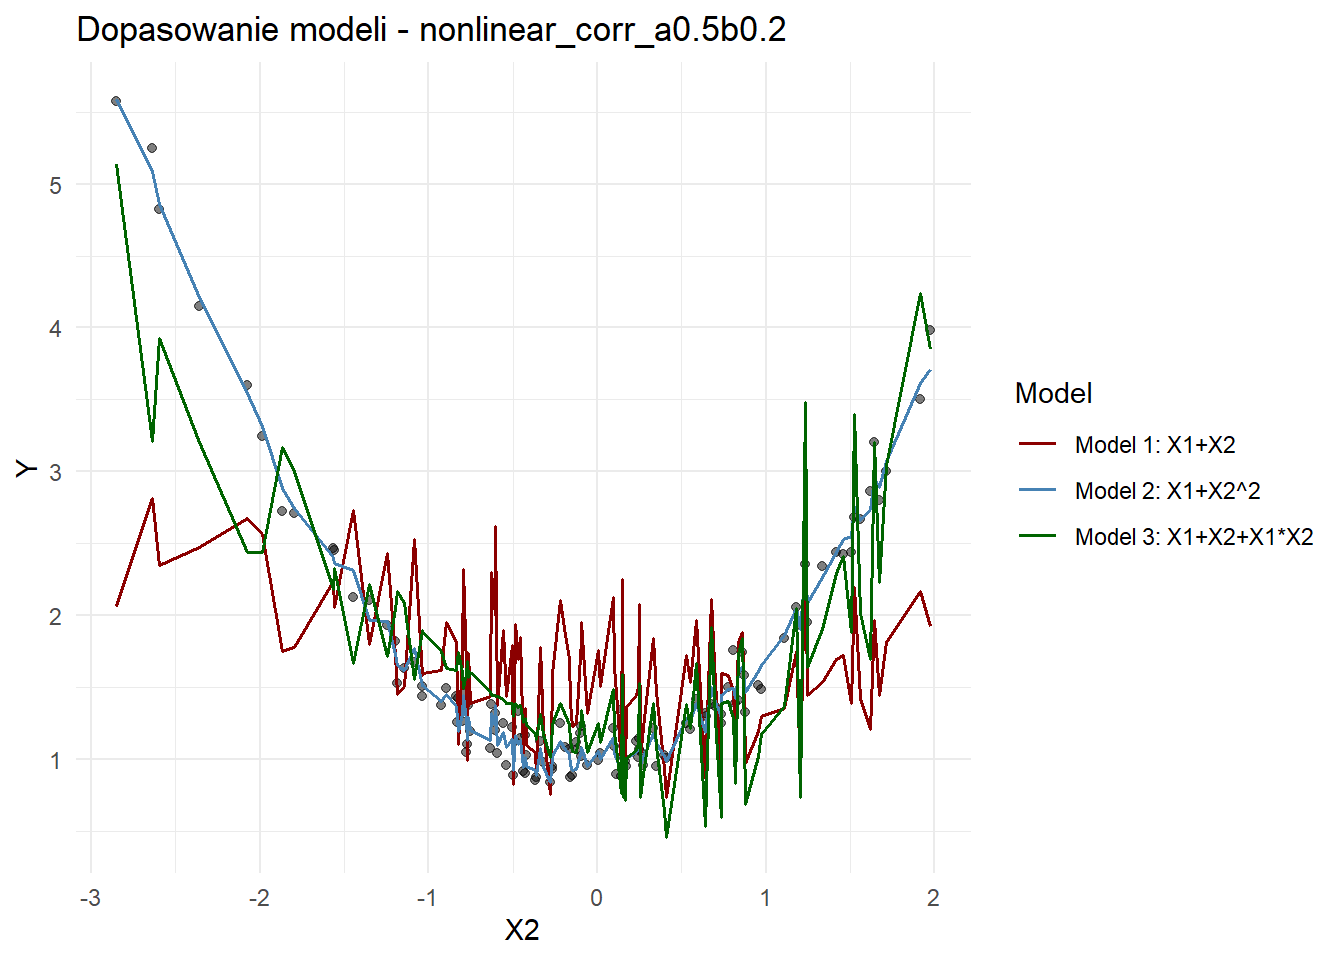 Dopasowanie modeli - nonlinear_corr_a0.5b0.2
Y
5
4
3
2
1
-3 -2 -1 0 1 2
X2
Model
Model 1: X1+X2
Model 2: X1+X2^2
Model 3: X1+X2+X1*X2